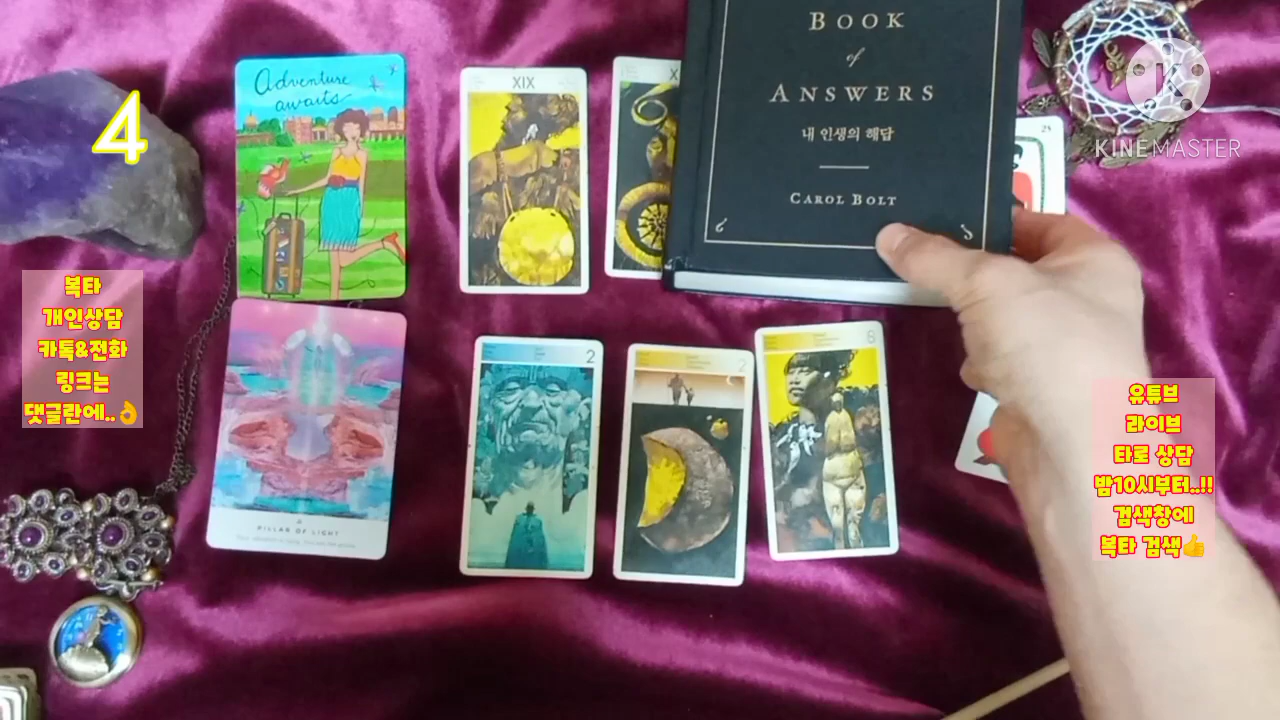 4
Adventure
awaits
XIX
X
BOOK
of
ANSWERS
내 인생의 해답
CAROL BOLT
K
KINEMASTER
복타
개인상담
카톡&전화
링크는
댓글란에..👌
PILLAR OF LIGHT
2
2
6
유튜브
라이브
타로 상담
밤10시부터..!!
검색창에
복타 검색👍